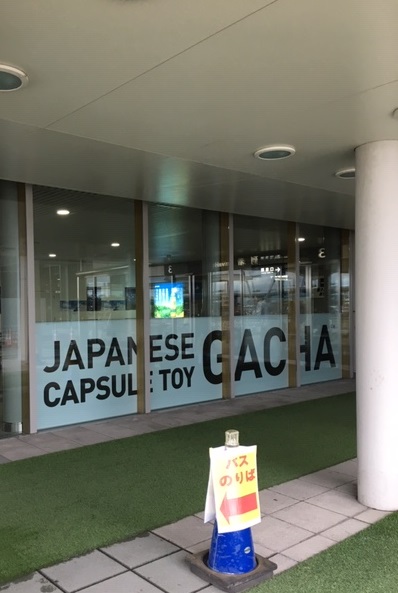 JAPANESE
CAPSULE TOY
GACHA
バス
のりば